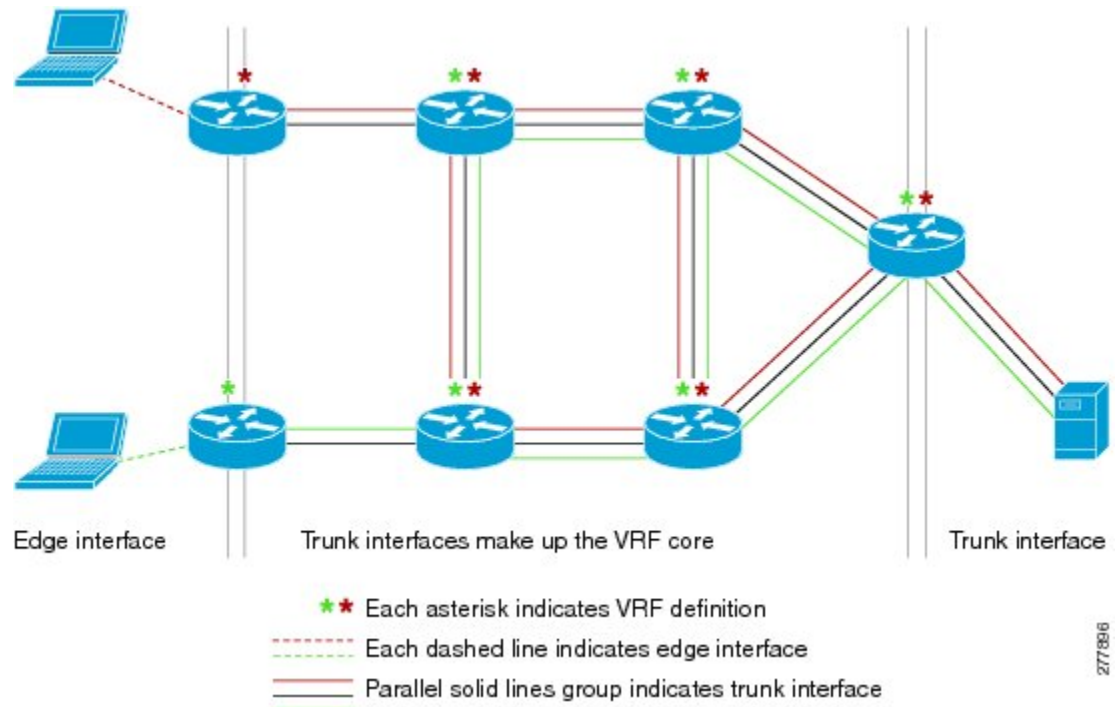 Edge interface
Trunk interfaces make up the VRF core
Trunk interface
** Each asterisk indicates VRF definition
Each dashed line indicates edge interface
Parallel solid lines group indicates trunk interface
277896